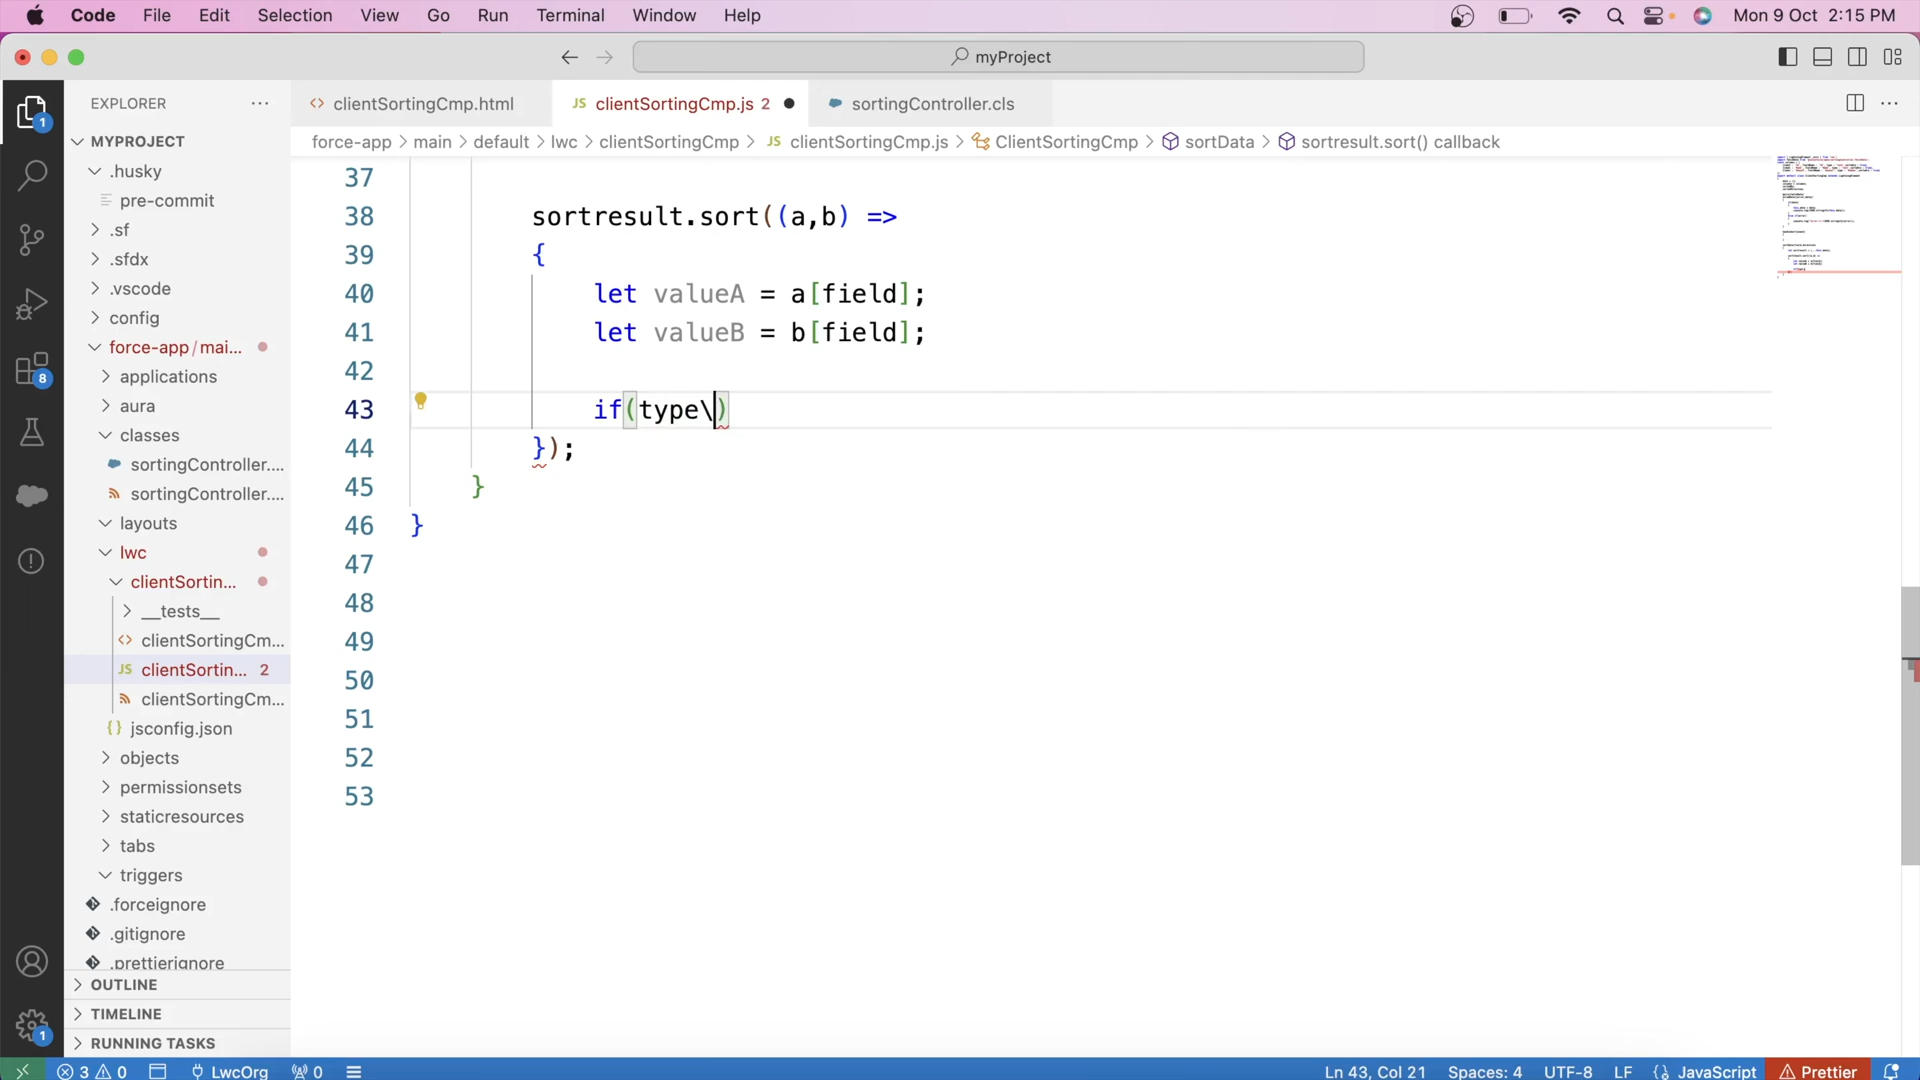 Code File Edit Selection View Go Run Terminal Window Help Mon 9 Oct 2:15 PM
myProject
EXPLORER
clientSortingCmp.html
JS clientSortingCmp.js 2
sortingController.cls
force-app > main > default > lwc > clientSortingCmp > JS clientSortingCmp.js > ClientSortingCmp > sortData > sortresult.sort() callback
MYPROJECT
.husky
pre-commit
.sf
.sfdx
.vscode
config
force-app/mai...
applications
aura
classes
sortingController....
sortingController....
layouts
lwc
clientSortin...
__tests__
clientSortingCm...
JS clientSortin... 2
clientSortingCm...
{} jsconfig.json
objects
permissionsets
staticresources
tabs
triggers
.forceignore
.gitignore
.prettierignore
OUTLINE
TIMELINE
RUNNING TASKS
1
8
1
37
38 sortresult.sort((a,b) =>
39 {
40 let valueA = a[field];
41 let valueB = b[field];
42
43 if(type\)
44 });
45 }
46 }
47
48
49
50
51
52
53
3 0 LwcOrg 0 Ln 43, Col 21 Spaces: 4 UTF-8 LF {} JavaScript Prettier